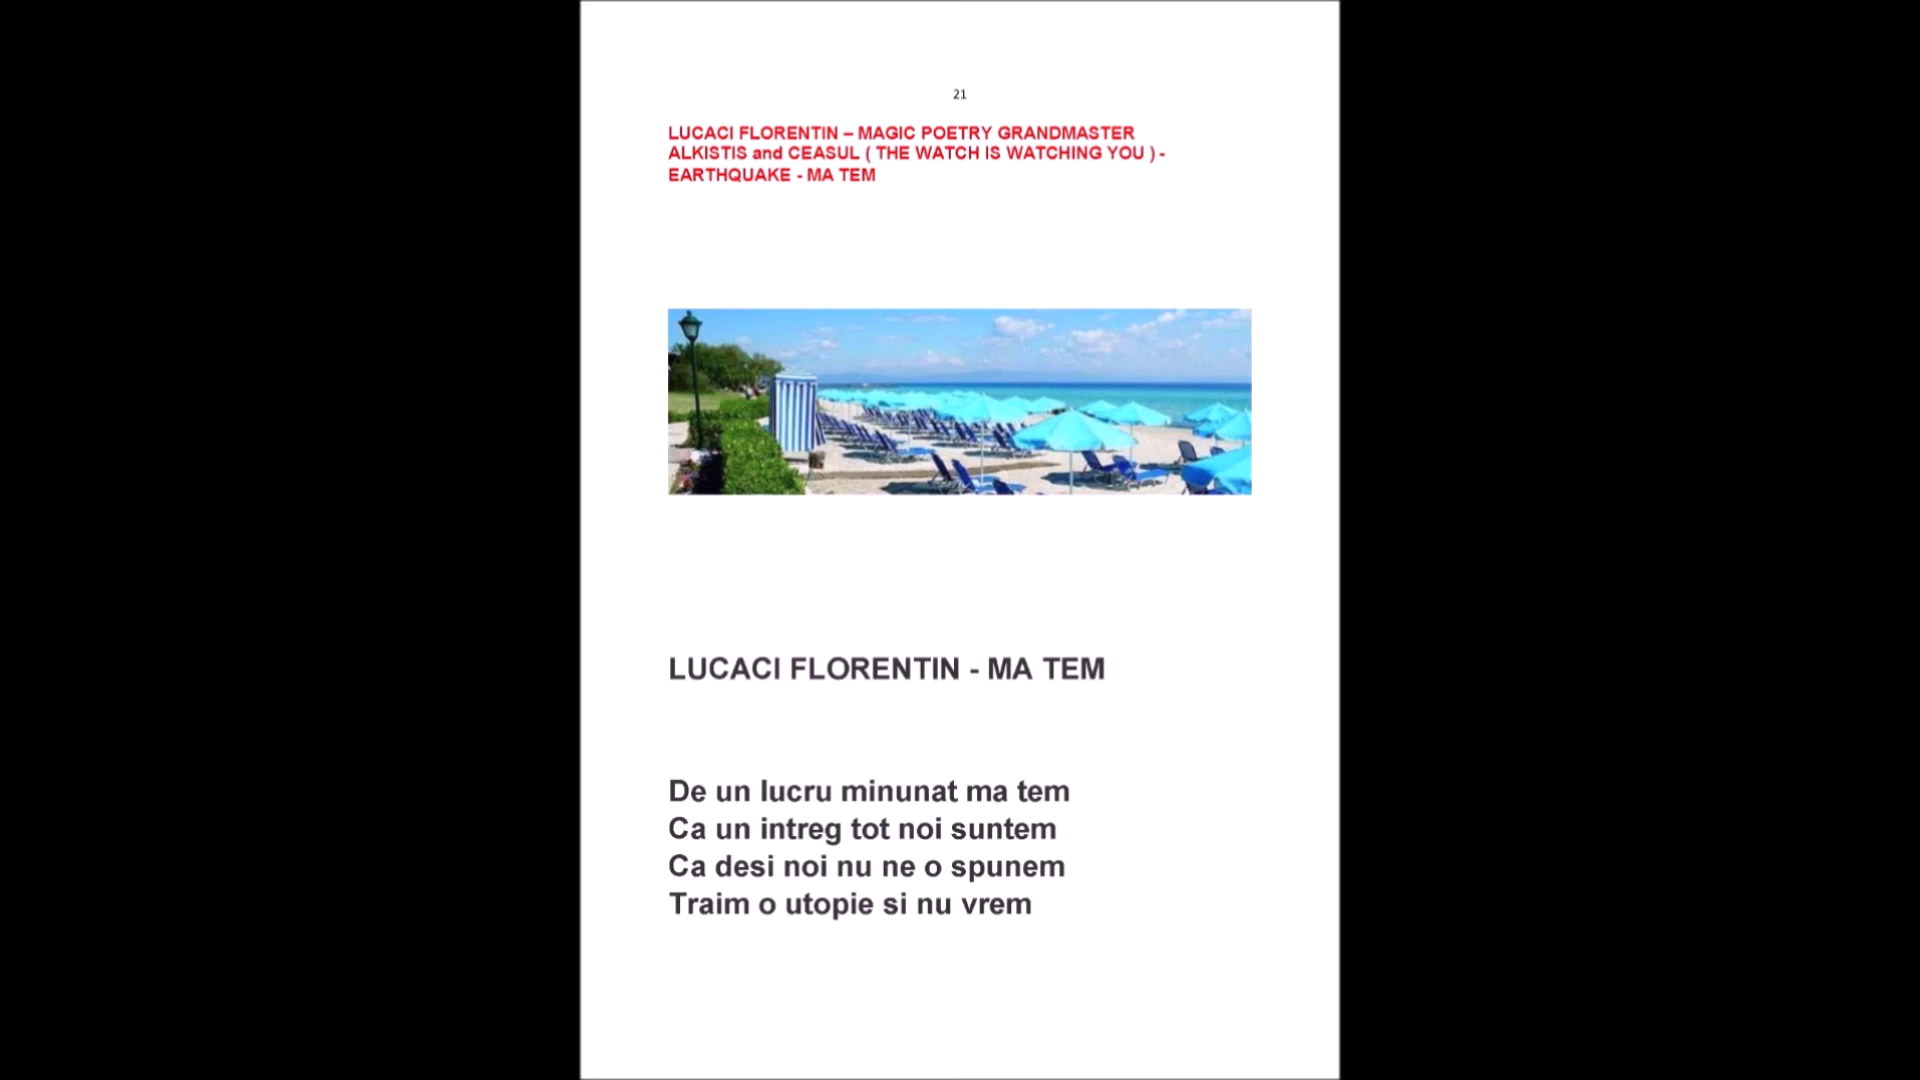 21
LUCACI FLORENTIN – MAGIC POETRY GRANDMASTER
ALKISTIS and CEASUL ( THE WATCH IS WATCHING YOU ) -
EARTHQUAKE - MA TEM
LUCACI FLORENTIN - MA TEM
De un lucru minunat ma tem
Ca un intreg tot noi suntem
Ca desi noi nu ne o spunem
Traim o utopie si nu vrem